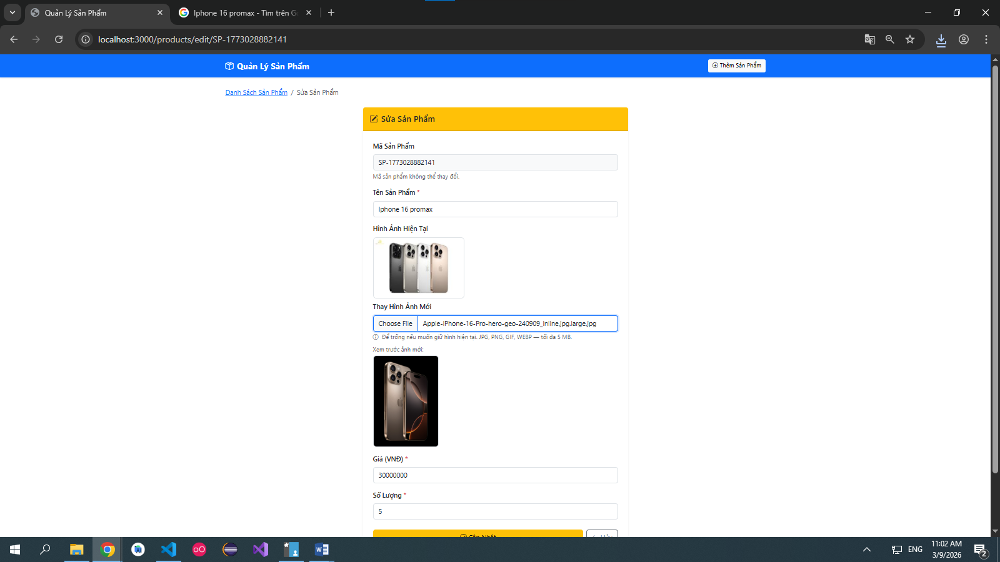 Quản Lý Sản Phẩm
Iphone 16 promax - Tìm trên G
localhost:3000/products/edit/SP-1773028882141
Quản Lý Sản Phẩm
Thêm Sản Phẩm
Danh Sách Sản Phẩm / Sửa Sản Phẩm
Sửa Sản Phẩm
Mã Sản Phẩm
SP-1773028882141
Mã sản phẩm không thể thay đổi.
Tên Sản Phẩm *
Iphone 16 promax
Hình Ảnh Hiện Tại
Thay Hình Ảnh Mới
Choose File Apple-iPhone-16-Pro-hero-geo-240909_inline.jpg.large.jpg
Để trống nếu muốn giữ hình hiện tại. JPG, PNG, GIF, WEBP — tối đa 5 MB.
Xem trước ảnh mới:
Giá (VNĐ) *
30000000
Số Lượng *
5
Cập Nhật
ENG
11:02 AM
3/9/2026
2